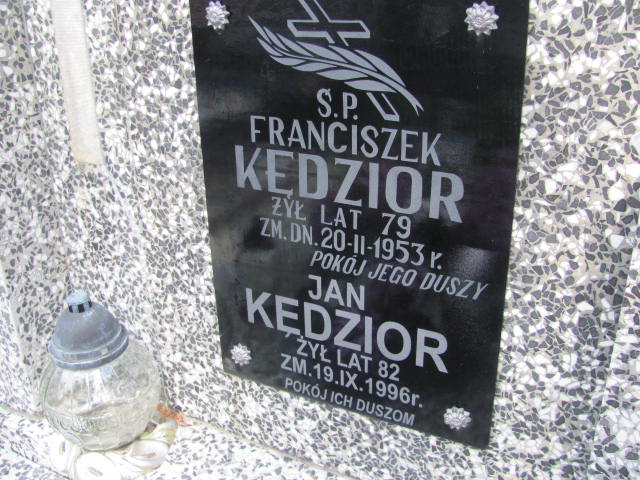 Ś.P.
FRANCISZEK
KĘDZIOR
ŻYŁ LAT 79
ZM. DN. 20-II-1953 r.
POKÓJ JEGO DUSZY
JAN
KĘDZIOR
ŻYŁ LAT 82
ZM. 19.IX.1996r.
POKÓJ ICH DUSZOM